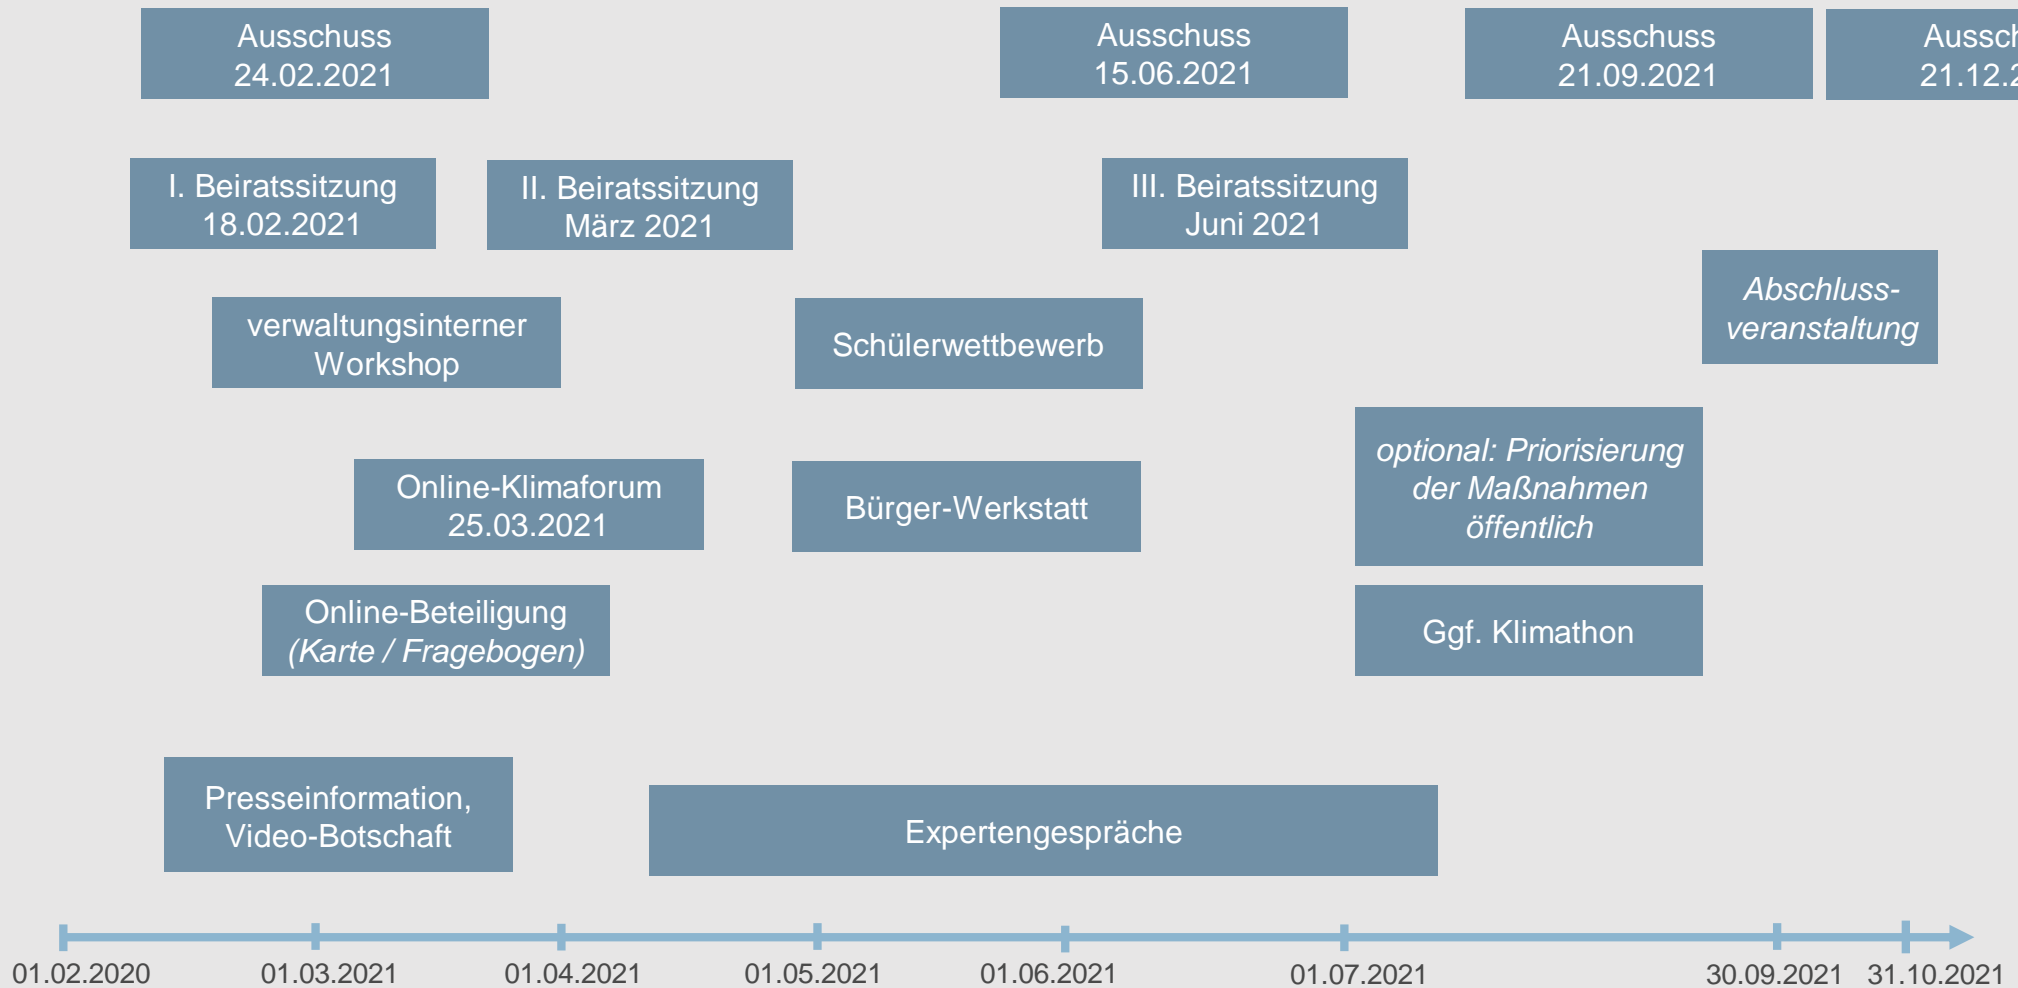 Ausschuss
24.02.2021
Ausschuss
15.06.2021
Ausschuss
21.09.2021
I. Beiratssitzung
18.02.2021
II. Beiratssitzung
März 2021
III. Beiratssitzung
Juni 2021
Abschluss-
veranstaltung
verwaltungsinterner
Workshop
Schülerwettbewerb
optional: Priorisierung
der Maßnahmen
öffentlich
Online-Klimaforum
25.03.2021
Bürger-Werkstatt
Online-Beteiligung
(Karte / Fragebogen)
Ggf. Klimathon
Presseinformation,
Video-Botschaft
Expertengespräche
01.02.2020
01.03.2021
01.04.2021
01.05.2021
01.06.2021
01.07.2021
30.09.2021
31.10.2021